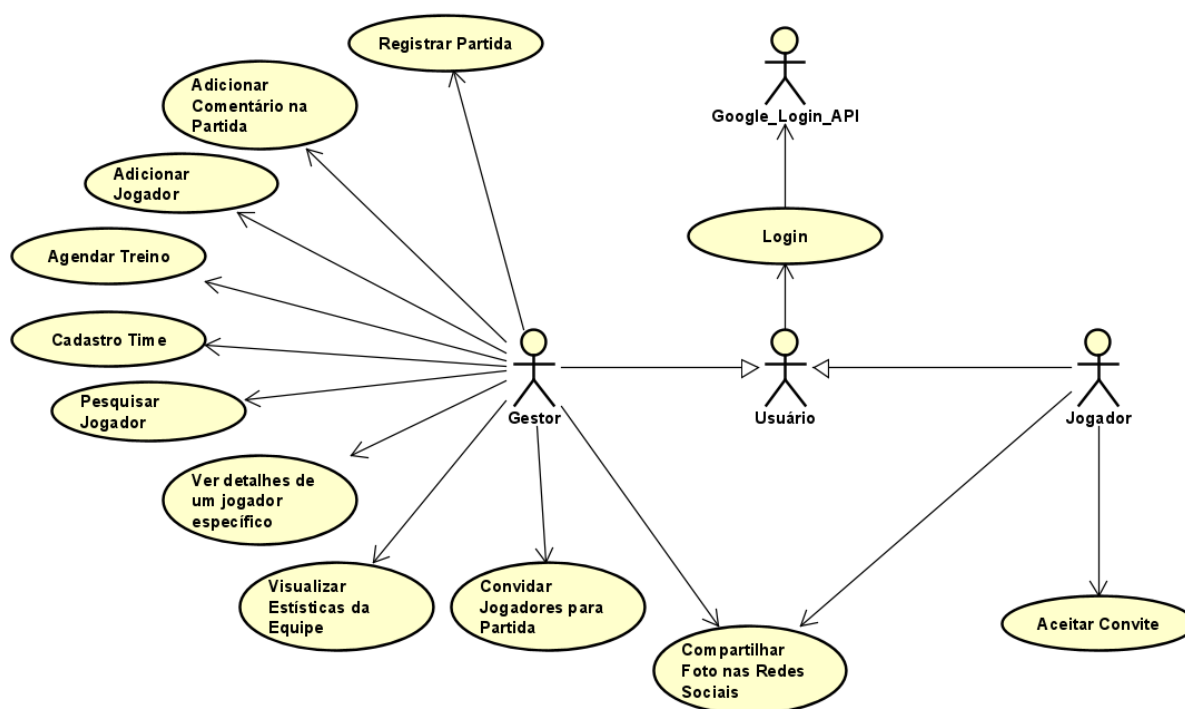 Registrar Partida
Adicionar
Comentário na
Partida
Google_Login_API
Adicionar
Jogador
Login
Agendar Treino
Cadastro Time
Pesquisar
Jogador
Gestor
Usuário
Jogador
Ver detalhes de
um jogador
específico
Visualizar
Estísticas da
Equipe
Convidar
Jogadores para
Partida
Compartilhar
Foto nas Redes
Sociais
Aceitar Convite